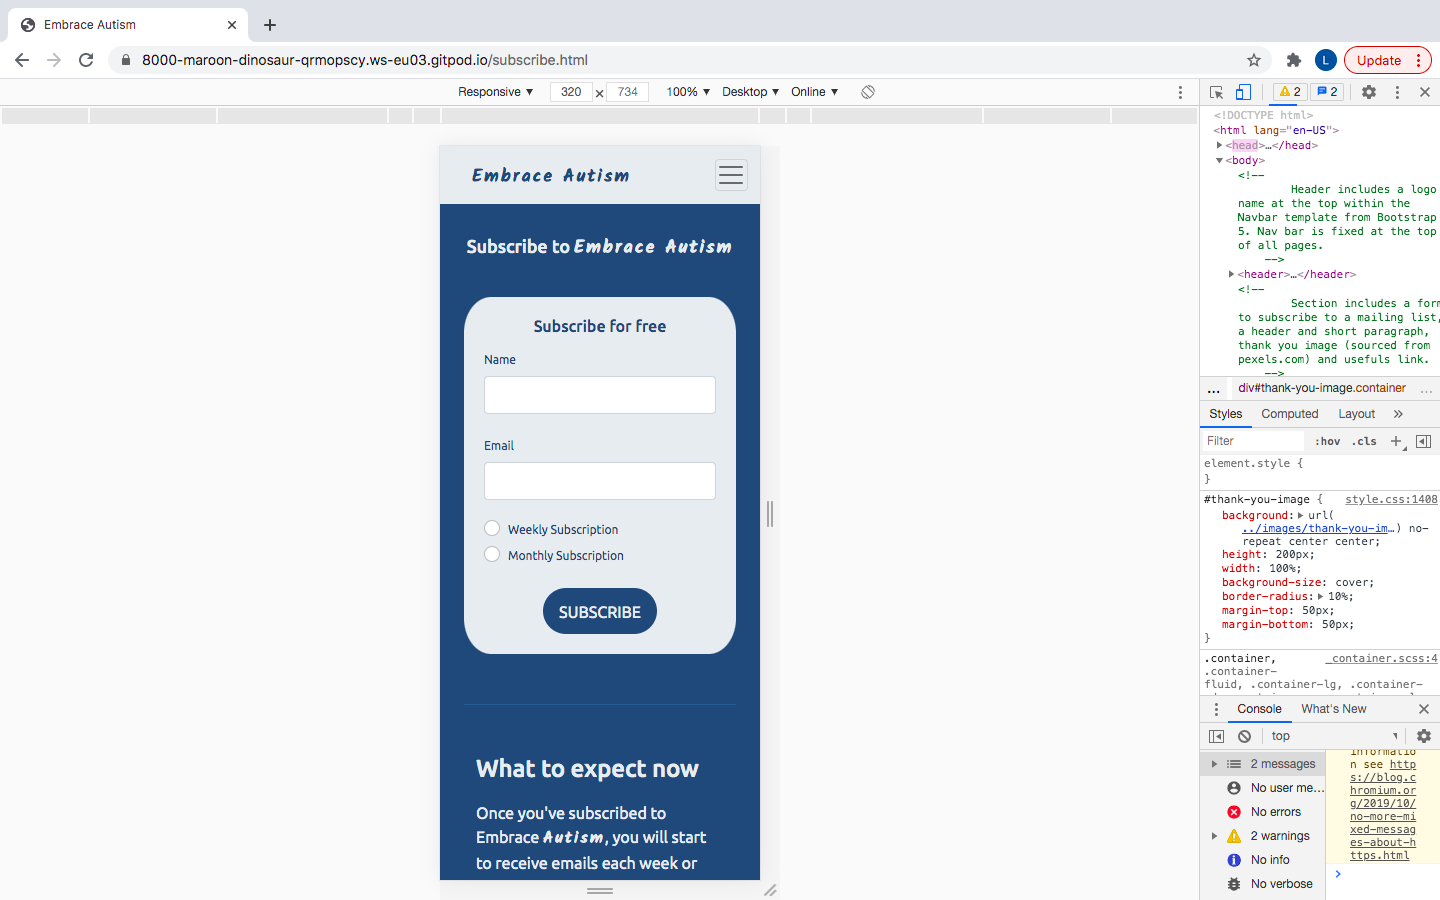 Embrace Autism
8000-maroon-dinosaur-qrmopscy.ws-eu03.gitpod.io/subscribe.html
L
Update
Responsive ▼ 320 × 734 100% ▼ Desktop ▼ Online ▼
2 2
<!DOCTYPE html>
<html lang="en-US">
<head>…</head>
<body>
<!--
Header includes a logo
name at the top within the
Navbar template from Bootstrap
5. Nav bar is fixed at the top
of all pages.
-->
<header>…</header>
<!--
Section includes a form
to subscribe to a mailing list,
a header and short paragraph,
thank you image (sourced from
pexels.com) and usefuls link.
-->
... div#thank-you-image.container ...
Styles Computed Layout »
Filter :hov .cls +
element.style {
}
#thank-you-image { style.css:1408
background: url(
../images/thank-you-im…) no-
repeat center center;
height: 200px;
width: 100%;
background-size: cover;
border-radius: 10%;
margin-top: 50px;
margin-bottom: 50px;
}
.container, _container.scss:4
.container-
fluid, .container-lg, .container-
Console What's New
top
2 messages
No user me...
No errors
2 warnings
No info
No verbose
informatio
n see http
s://blog.c
hromium.or
g/2019/10/
no-more-mi
xed-messag
es-about-h
ttps.html
Embrace Autism
Subscribe to Embrace Autism
Subscribe for free
Name
Email
Weekly Subscription
Monthly Subscription
SUBSCRIBE
What to expect now
Once you've subscribed to
Embrace Autism, you will start
to receive emails each week or